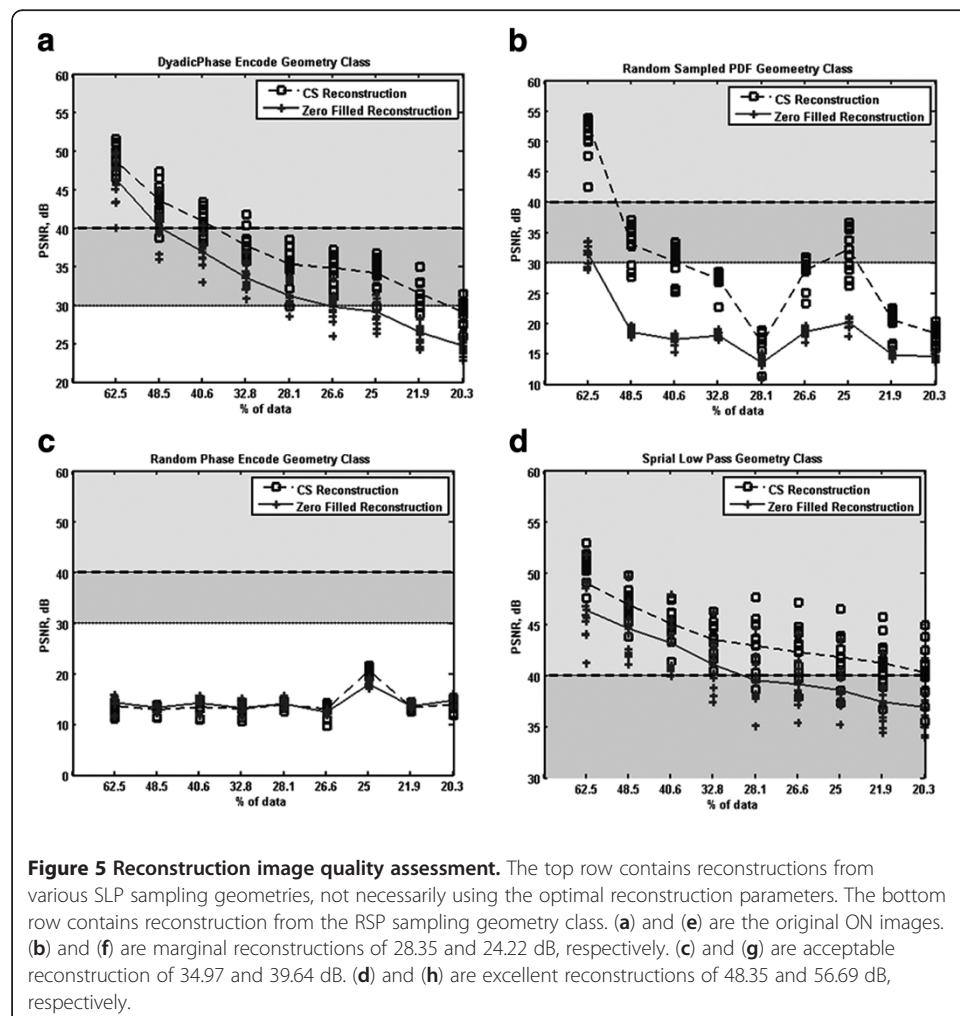 a
DyadicPhase Encode Geometry Class
60
55
50
45
40
35
30
25
20
PSNR, dB
CS Reconstruction
Zero Filled Reconstruction
62.5 48.5 40.6 32.8 28.1 26.6 25 21.9 20.3
% of data
b
Random Sampled PDF Geomeetry Class
60
55
50
45
40
35
30
25
20
15
10
PSNR, dB
CS Reconstruction
Zero Filled Reconstruction
62.5 48.5 40.6 32.8 28.1 26.6 25 21.9 20.3
% of data
c
Random Phase Encode Geometry Class
60
50
40
30
20
10
0
PSNR, dB
CS Reconstruction
Zero Filled Reconstruction
62.5 48.5 40.6 32.8 28.1 26.6 25 21.9 20.3
% of data
d
Sprial Low Pass Geometry Class
60
55
50
45
40
35
30
PSNR, dB
CS Reconstruction
Zero Filled Reconstruction
62.5 48.5 40.6 32.8 28.1 26.6 25 21.9 20.3
% of data
Figure 5 Reconstruction image quality assessment. The top row contains reconstructions from
various SLP sampling geometries, not necessarily using the optimal reconstruction parameters. The bottom
row contains reconstruction from the RSP sampling geometry class. (a) and (e) are the original ON images.
(b) and (f) are marginal reconstructions of 28.35 and 24.22 dB, respectively. (c) and (g) are acceptable
reconstruction of 34.97 and 39.64 dB. (d) and (h) are excellent reconstructions of 48.35 and 56.69 dB,
respectively.